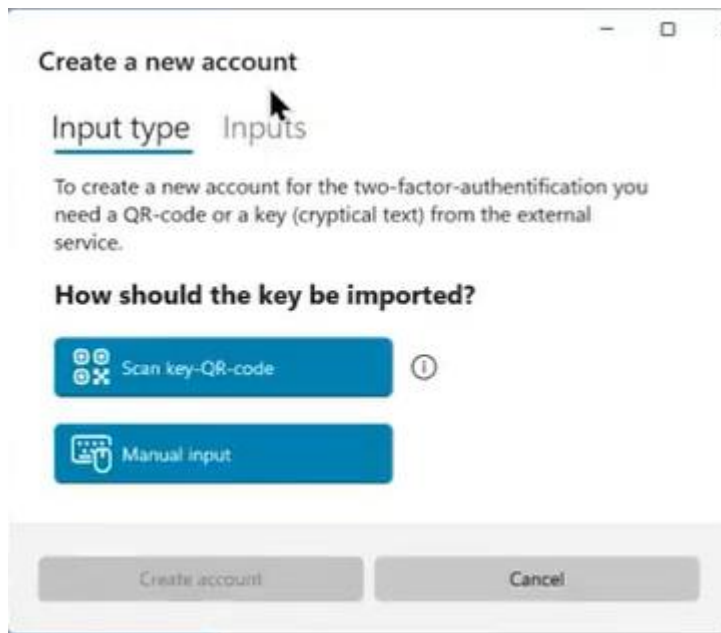 Create a new account
Input type Inputs
To create a new account for the two-factor-authentification you
need a QR-code or a key (cryptical text) from the external
service.
How should the key be imported?
Scan key-QR-code
Manual input
Create account Cancel